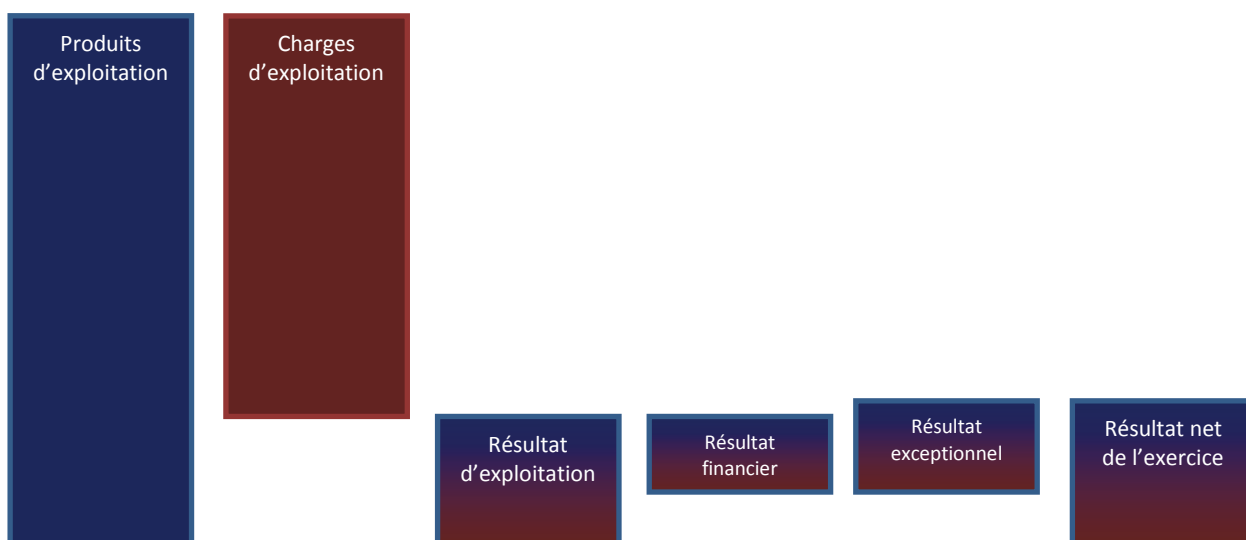 Produits
d’exploitation
Charges
d’exploitation
Résultat
d’exploitation
Résultat
financier
Résultat
exceptionnel
Résultat net
de l’exercice